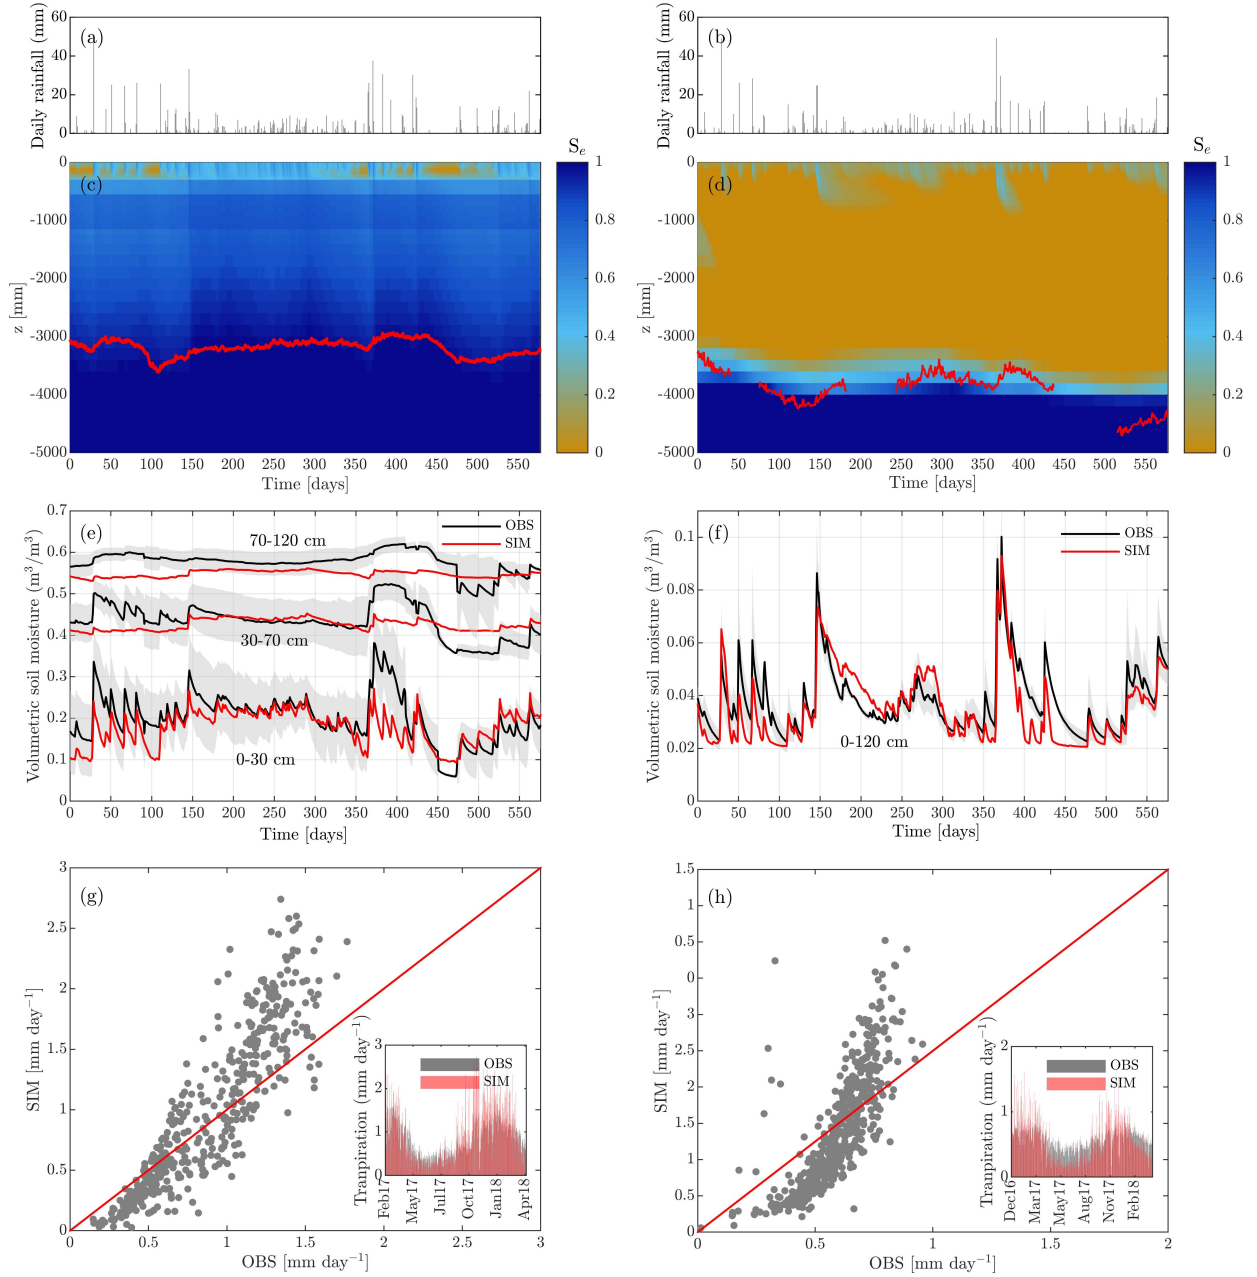 (a)
Daily rainfall (mm)
60
40
20
0
(b)
Daily rainfall (mm)
60
40
20
0
(c)
z [mm]
0
-1000
-2000
-3000
-4000
-5000
0 50 100 150 200 250 300 350 400 450 500 550
Time [days]
S_e
1
0.8
0.6
0.4
0.2
0
(d)
z [mm]
0
-1000
-2000
-3000
-4000
-5000
0 50 100 150 200 250 300 350 400 450 500 550
Time [days]
S_e
1
0.8
0.6
0.4
0.2
0
(e)
Volumetric soil moisture (m³/m³)
0.7
0.6
0.5
0.4
0.3
0.2
0.1
0
OBS
SIM
70-120 cm
30-70 cm
0-30 cm
0 50 100 150 200 250 300 350 400 450 500 550
Time [days]
(f)
Volumetric soil moisture (m³/m³)
0.1
0.08
0.06
0.04
0.02
0
OBS
SIM
0-120 cm
0 50 100 150 200 250 300 350 400 450 500 550
Time [days]
(g)
SIM [mm day⁻¹]
3
2.5
2
1.5
1
0.5
0
0 0.5 1 1.5 2 2.5 3
OBS [mm day⁻¹]
Tranpiration (mm day⁻¹)
3
2
1
0
OBS
SIM
Feb17
May17
Jul17
Oct17
Jan18
Apr18
(h)
SIM [mm day⁻¹]
1.5
1.5
0.5
0
2.5
2
1.5
1
0.5
0
0 0.5 1 1.5 2
OBS [mm day⁻¹]
Tranpiration (mm day⁻¹)
2
1
0
OBS
SIM
Dec16
Mar17
May17
Aug17
Nov17
Feb18